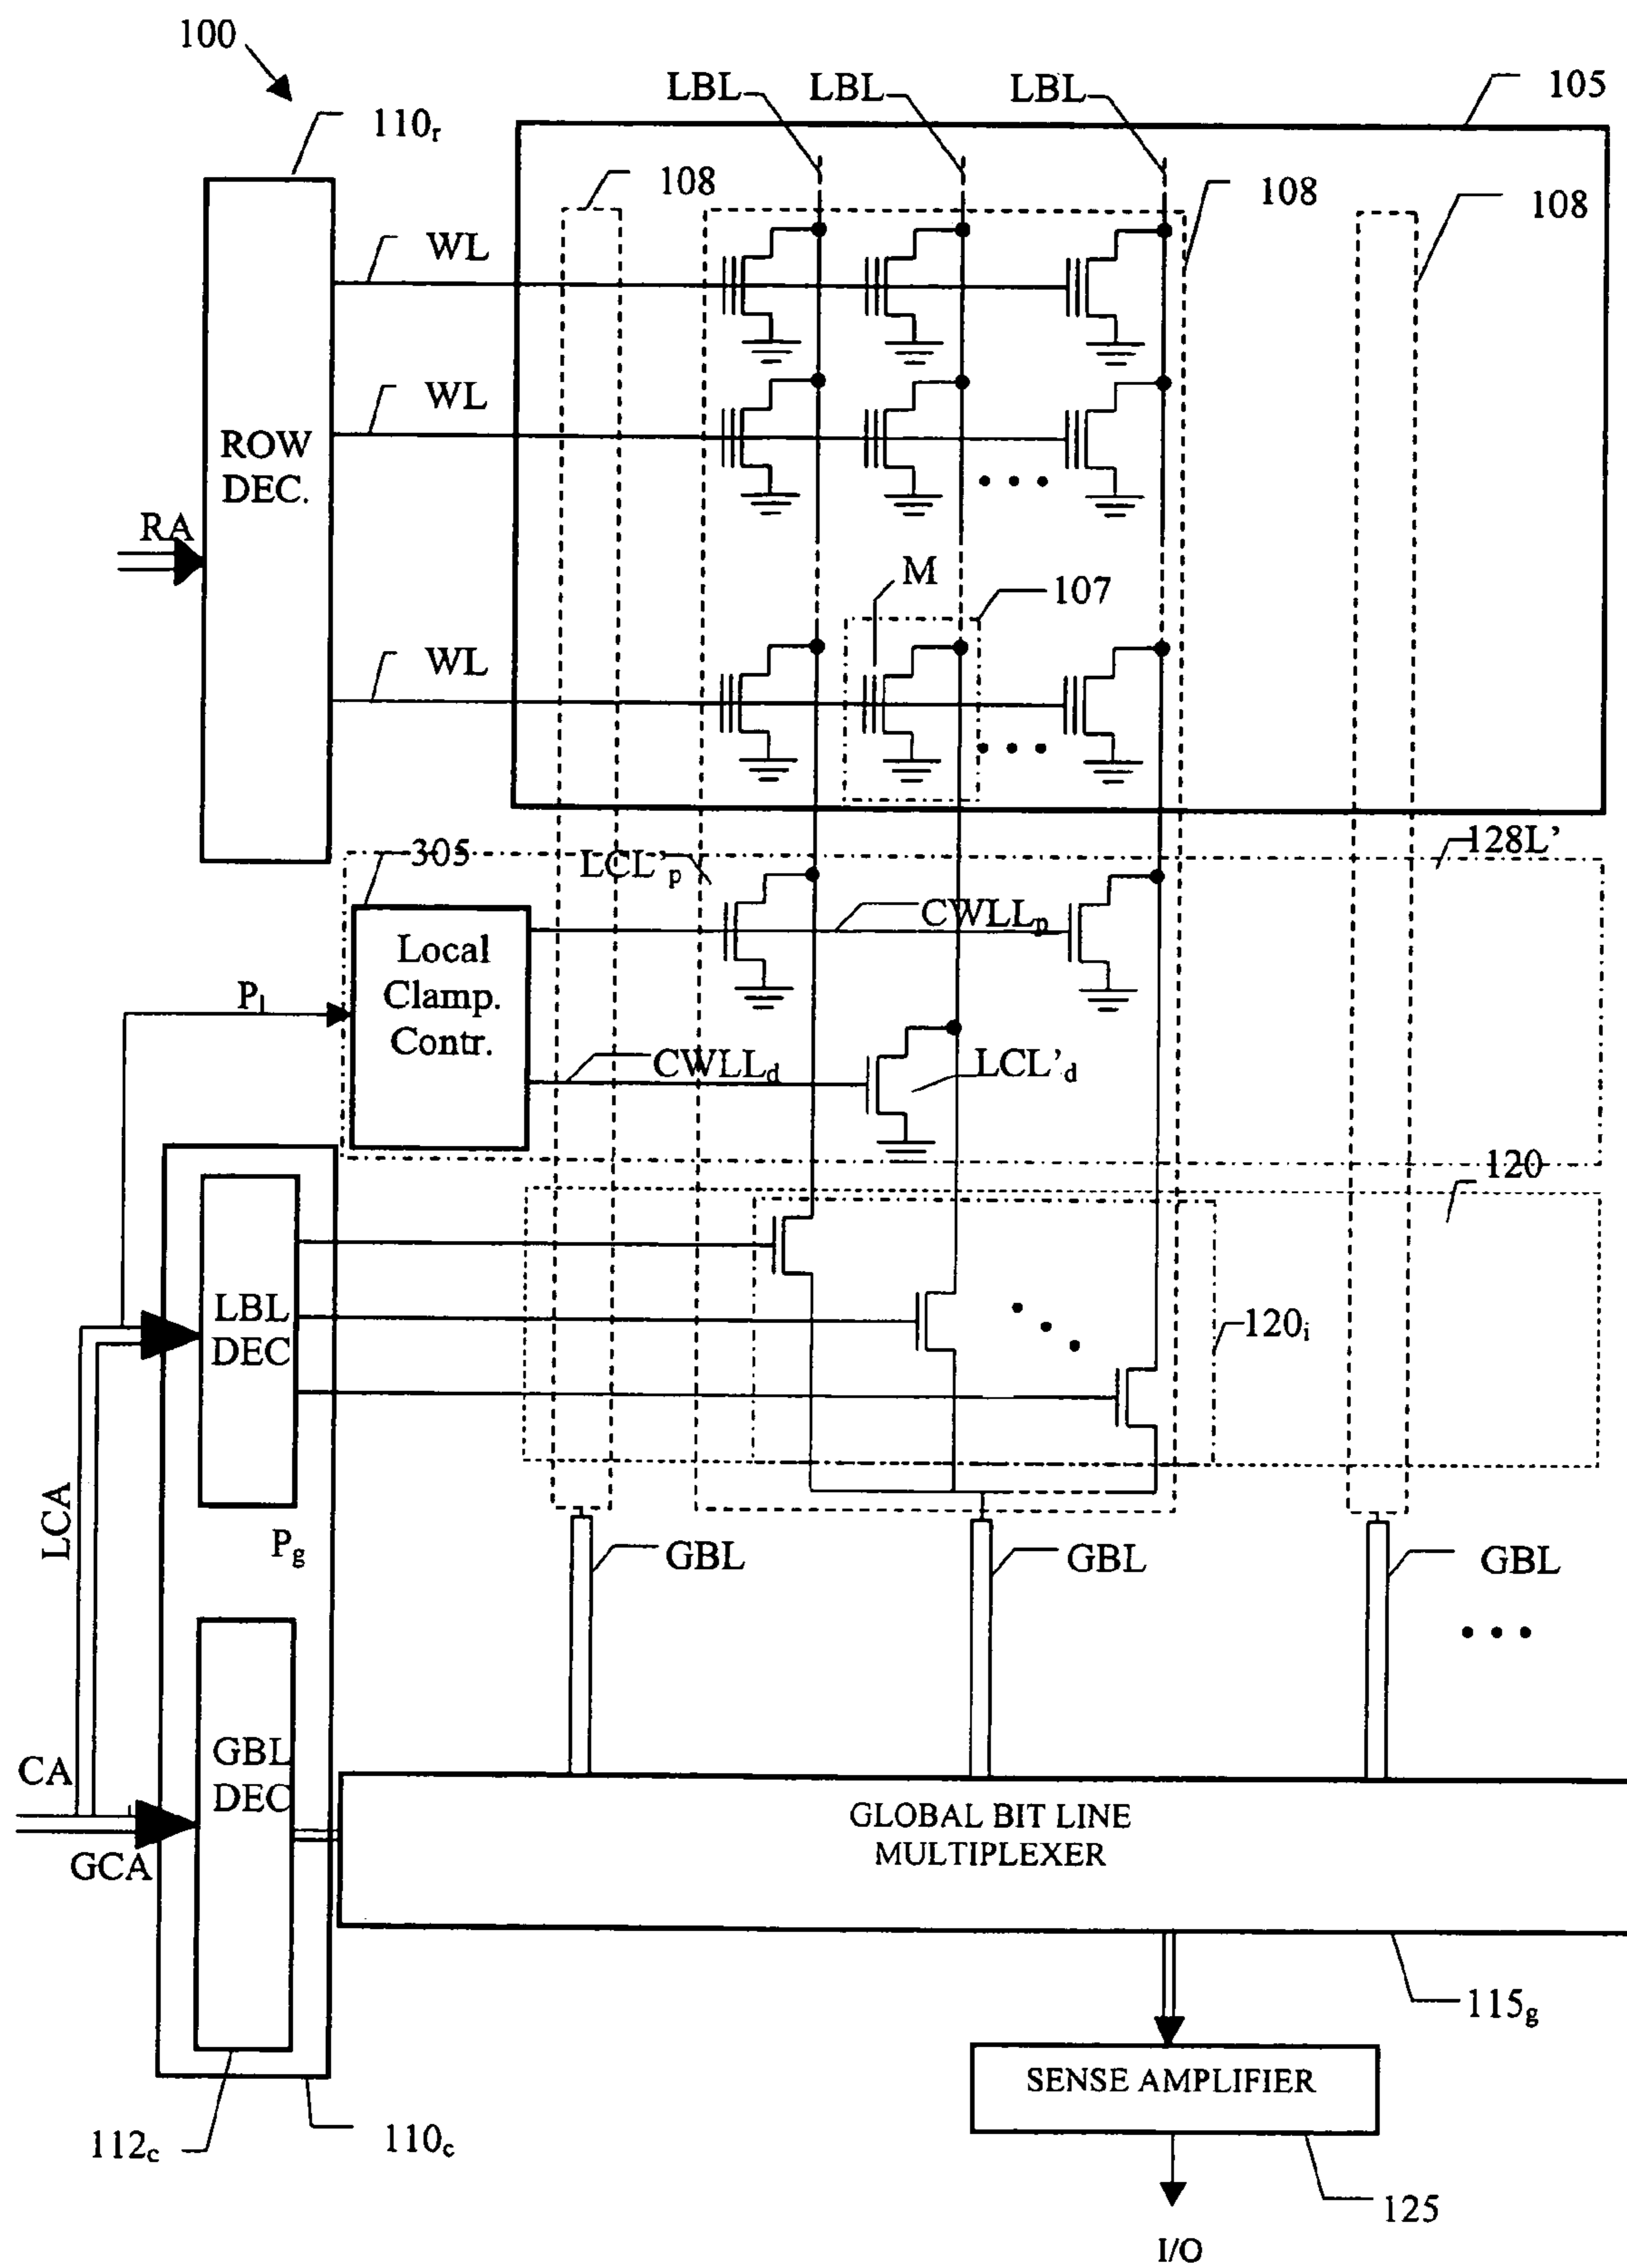 100
LBL LBL LBL
105
110r
108 108 108
WL
WL
ROW
DEC.
RA
M
107
WL
305
LCL'p
128L'
CWLLp
Local
Clamp.
Contr.
Pl
CWLLd
LCL'd
120
LBL
DEC
120i
LCA
Pg
GBL GBL GBL
GBL
DEC
CA
GCA
GLOBAL BIT LINE
MULTIPLEXER
115g
SENSE AMPLIFIER
112c
110c
125
I/O